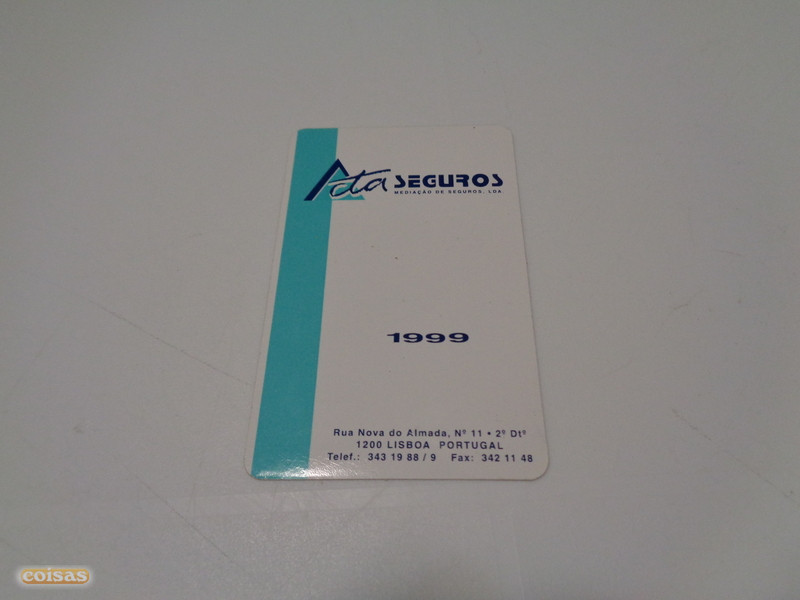 Ata SEGUROS
MEDIAÇÃO DE SEGUROS, LDA
1999
Rua Nova do Almada, Nº 11 • 2º Dtº
1200 LISBOA PORTUGAL
Telef.: 343 19 88 / 9 Fax: 342 11 48
coisas